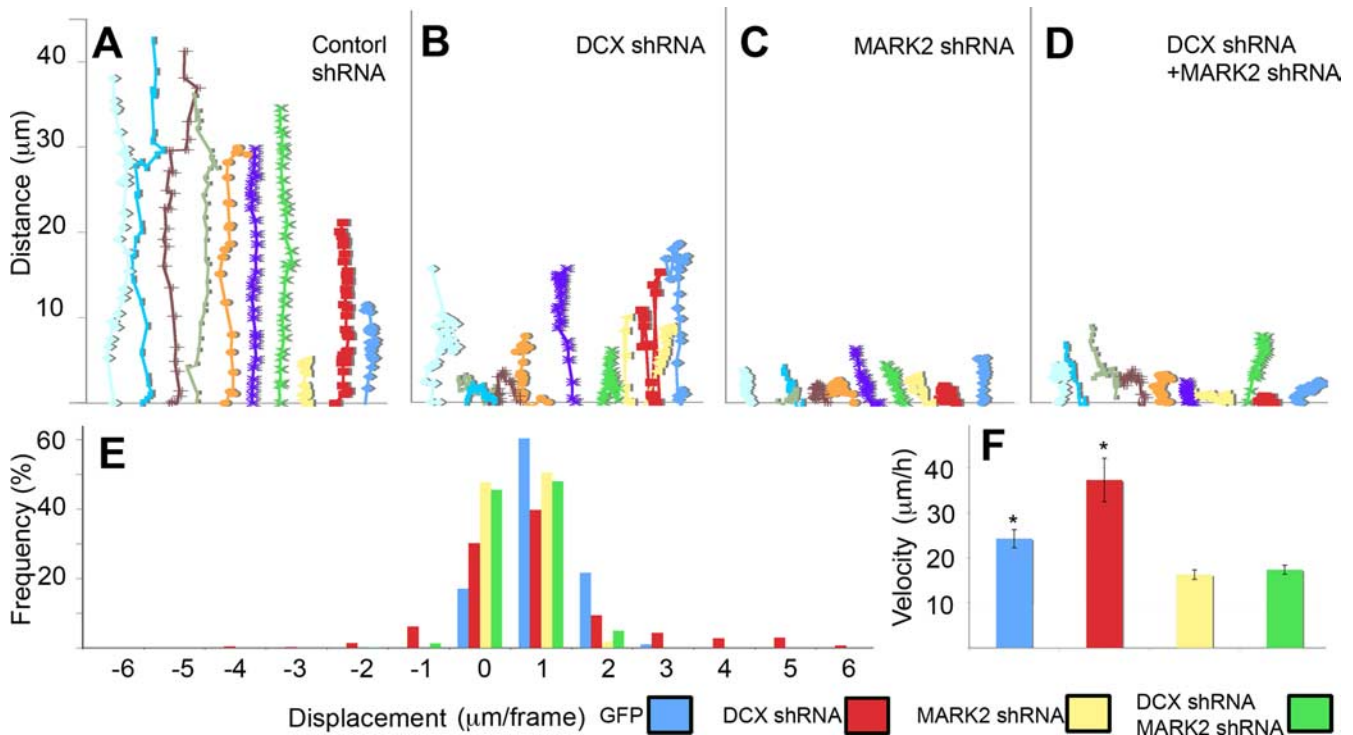 A
Contorl
shRNA
B
DCX shRNA
C
MARK2 shRNA
D
DCX shRNA
+MARK2 shRNA
Distance (μm)
40
30
20
10
E
Frequency (%)
60
40
20
-6 -5 -4 -3 -2 -1 0 1 2 3 4 5 6
Displacement (μm/frame)
F
Velocity (μm/h)
40
30
20
10
* *
GFP
DCX shRNA
MARK2 shRNA
DCX shRNA
MARK2 shRNA